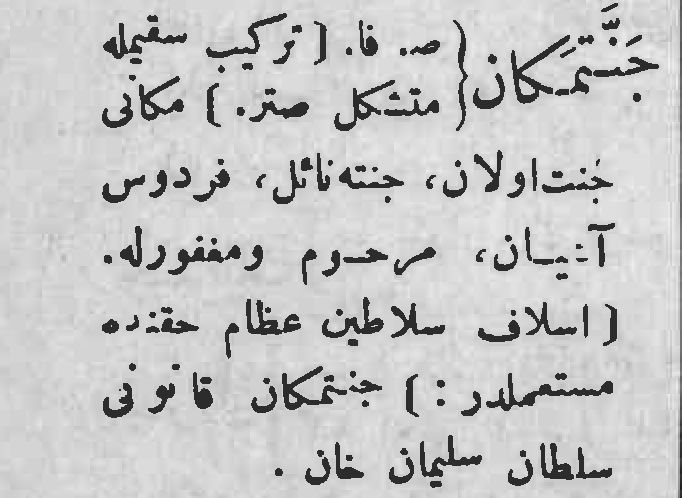 جَنَّتمَكان { ص. فا. [ تركيب سقيمله
متشكل صفتر. ] مكانى
جنت اولان، جنته نائل، فردوس
آشيان، مرحوم ومغفورله.
[ اسلاف سلاطين عظام حقنده
مستعملدر : ] جنتمكان قانونى
سلطان سليمان خان .